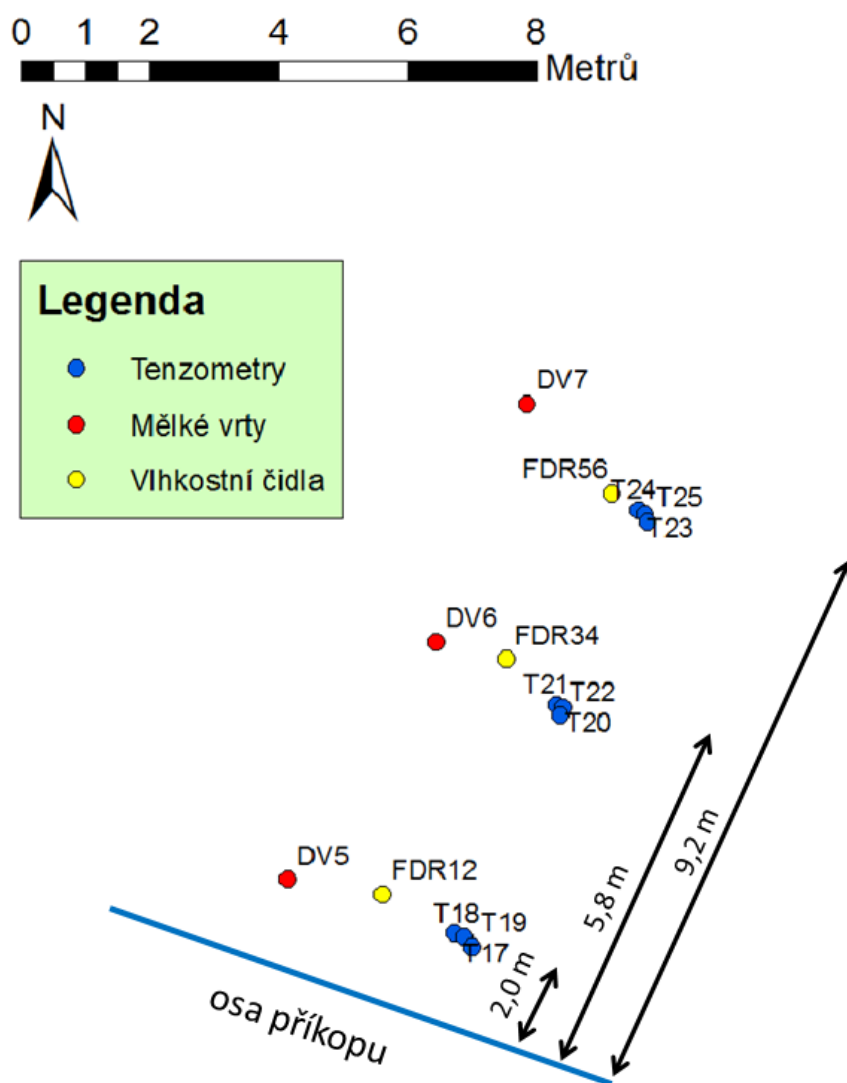 0 1 2 4 6 8
Metrů
N
Legenda
Tenzometry
Mělké vrty
Vlhkostní čidla
DV7
FDR56
T24
T25
T23
DV6
FDR34
T21
T22
T20
9,2 m
5,8 m
DV5
FDR12
T18
T19
T17
2,0 m
osa příkopu